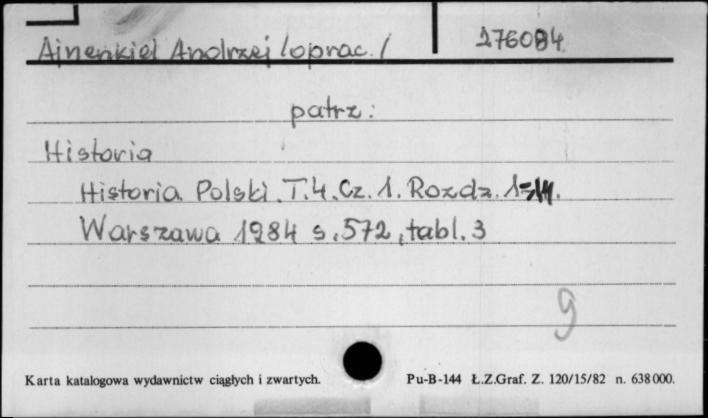 Ajnenkiel Andrzej /oprac./ 276084
patrz:
Historia
Historia Polski. T.4. Cz. 1. Rozdz. 1-14.
Warszawa 1984 s. 572, tabl. 3
9
Karta katalogowa wydawnictw ciągłych i zwartych. Pu-B-144 Ł.Z.Graf. Z. 120/15/82 n. 638 000.